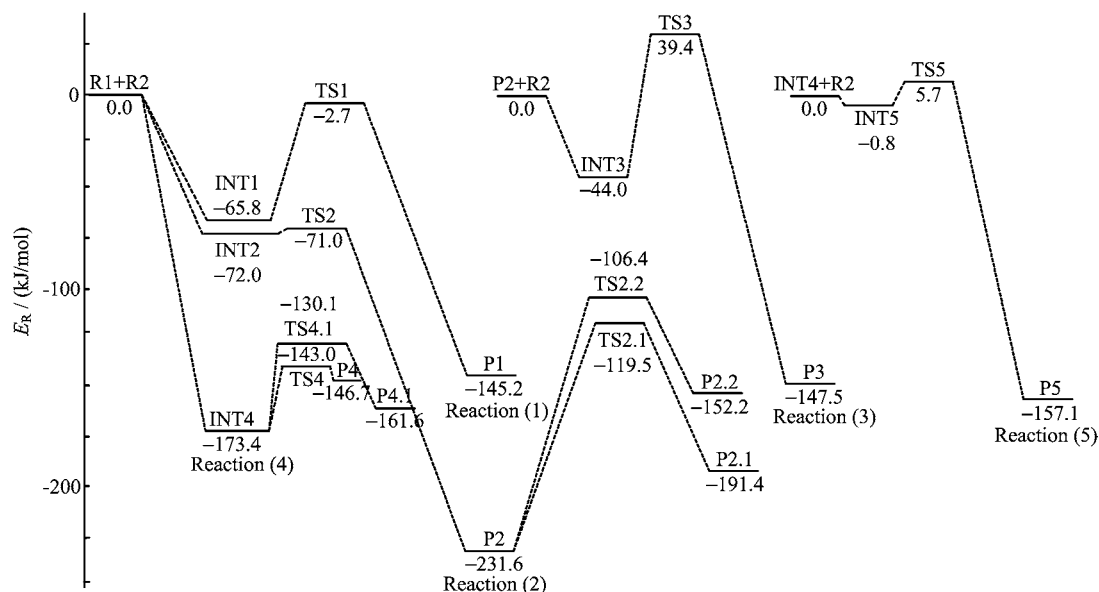 TS3
39.4
R1+R2
0.0
TS1
−2.7
P2+R2
0.0
INT4+R2
0.0
TS5
5.7
INT5
−0.8
0
INT3
−44.0
INT1
−65.8
TS2
−71.0
INT2
−72.0
-100
-200
E_R / (kJ/mol)
−130.1
TS4.1
−143.0
TS4
P4
−146.7
P4.1
−161.6
INT4
−173.4
Reaction (4)
−106.4
TS2.2
TS2.1
−119.5
P1
−145.2
Reaction (1)
P2.2
−152.2
P3
−147.5
Reaction (3)
P5
−157.1
Reaction (5)
P2.1
−191.4
P2
−231.6
Reaction (2)